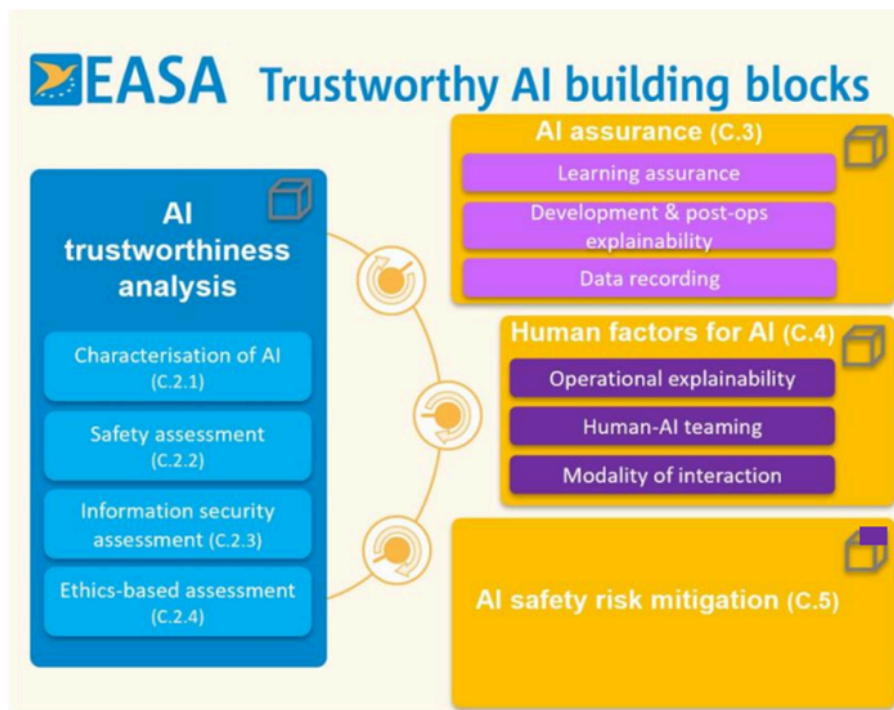 EASA Trustworthy AI building blocks
AI
trustworthiness
analysis
Characterisation of AI
(C.2.1)
Safety assessment
(C.2.2)
Information security
assessment (C.2.3)
Ethics-based assessment
(C.2.4)
AI assurance (C.3)
Learning assurance
Development & post-ops
explainability
Data recording
Human factors for AI (C.4)
Operational explainability
Human-AI teaming
Modality of interaction
AI safety risk mitigation (C.5)